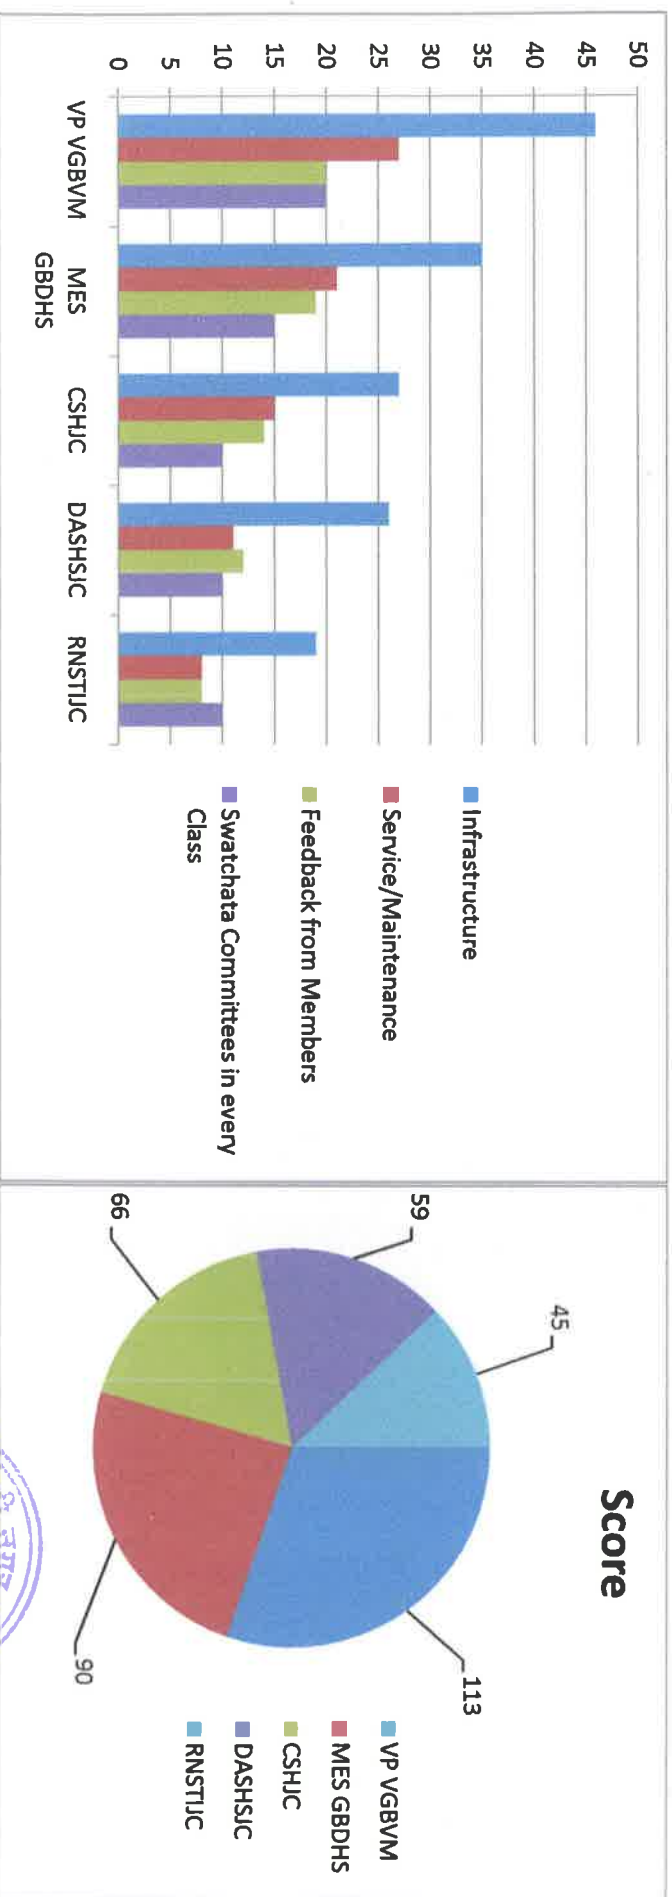 50
45
40
35
30
25
20
15
10
5
0
VP VGBVM
MES
GBDHS
CSHJC
DASHSJC
RNSTIJC
Infrastructure
Service/Maintenance
Feedback from Members
Swatchata Committees in every
Class
Score
45
59
66
90
113
VP VGBVM
MES GBDHS
CSHJC
DASHSJC
RNSTIJC